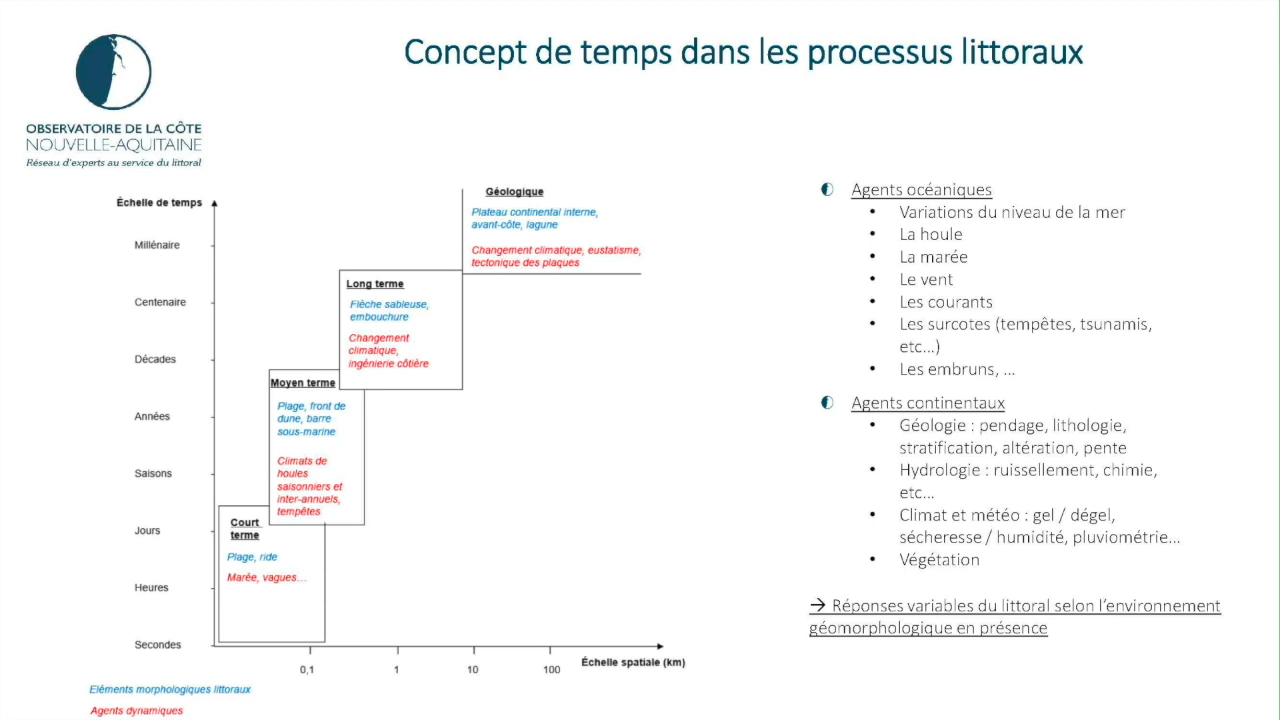 Concept de temps dans les processus littoraux
OBSERVATOIRE DE LA CÔTE
NOUVELLE-AQUITAINE
Réseau d'experts au service du littoral
Échelle de temps
Millénaire
Centenaire
Décades
Années
Saisons
Jours
Heures
Secondes
Géologique
Plateau continental interne,
avant-côte, lagune
Changement climatique, eustatisme,
tectonique des plaques
Long terme
Flèche sableuse,
embouchure
Changement
climatique,
ingénierie côtière
Moyen terme
Plage, front de
dune, barre
sous-marine
Climats de
houles
saisonniers et
inter-annuels,
tempêtes
Court
terme
Plage, ride
Marée, vagues…
0,1
1
10
100
Échelle spatiale (km)
Eléments morphologiques littoraux
Agents dynamiques
Agents océaniques
• Variations du niveau de la mer
• La houle
• La marée
• Le vent
• Les courants
• Les surcotes (tempêtes, tsunamis,
etc…)
• Les embruns, …
Agents continentaux
• Géologie : pendage, lithologie,
stratification, altération, pente
• Hydrologie : ruissellement, chimie,
etc…
• Climat et météo : gel / dégel,
sécheresse / humidité, pluviométrie…
• Végétation
→ Réponses variables du littoral selon l'environnement
géomorphologique en présence